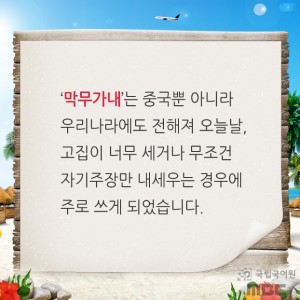 ‘막무가내’는 중국뿐 아니라
우리나라에도 전해져 오늘날,
고집이 너무 세거나 무조건
자기주장만 내세우는 경우에
주로 쓰게 되었습니다.
국립국어원
MBC